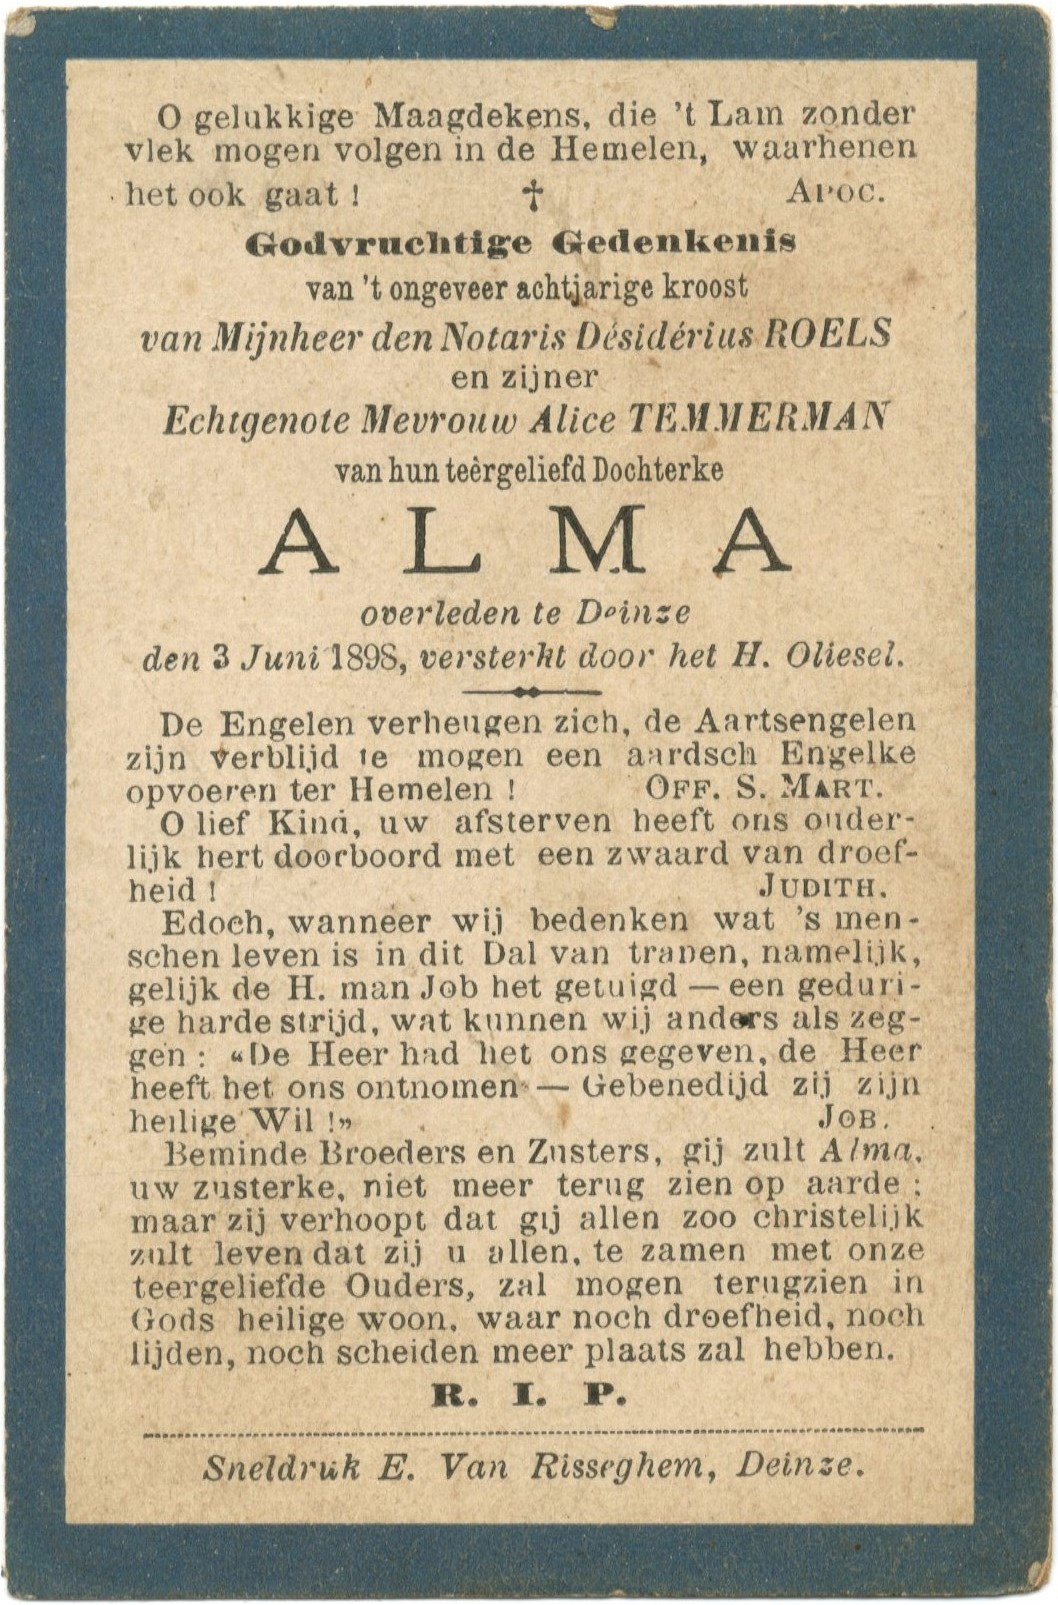 O gelukkige Maagdekens, die 't Lam zonder
vlek mogen volgen in de Hemelen, waarhenen
het ook gaat ! † Apoc.
Godvruchtige Gedenkenis
van 't ongeveer achtjarige kroost
van Mijnheer den Notaris Désidérius ROELS
en zijner
Echtgenote Mevrouw Alice TEMMERMAN
van hun teêrgeliefd Dochterke
ALMA
overleden te Deinze
den 3 Juni 1898, versterkt door het H. Oliesel.
De Engelen verheugen zich, de Aartsengelen
zijn verblijd te mogen een aardsch Engelke
opvoeren ter Hemelen ! OFF. S. MART.
O lief Kind, uw afsterven heeft ons ouder-
lijk hert doorboord met een zwaard van droef-
heid ! JUDITH.
Edoch, wanneer wij bedenken wat 's men-
schen leven is in dit Dal van tranen, namelijk,
gelijk de H. man Job het getuigd — een geduri-
ge harde strijd, wat kunnen wij anders als zeg-
gen : «De Heer had het ons gegeven, de Heer
heeft het ons ontnomen — Gebenedijd zij zijn
heilige Wil !» JOB.
Beminde Broeders en Zusters, gij zult Alma,
uw zusterke, niet meer terug zien op aarde ;
maar zij verhoopt dat gij allen zoo christelijk
zult leven dat zij u allen, te zamen met onze
teergeliefde Ouders, zal mogen terugzien in
Gods heilige woon, waar noch droefheid, noch
lijden, noch scheiden meer plaats zal hebben.
R. I. P.
Sneldruk E. Van Risseghem, Deinze.